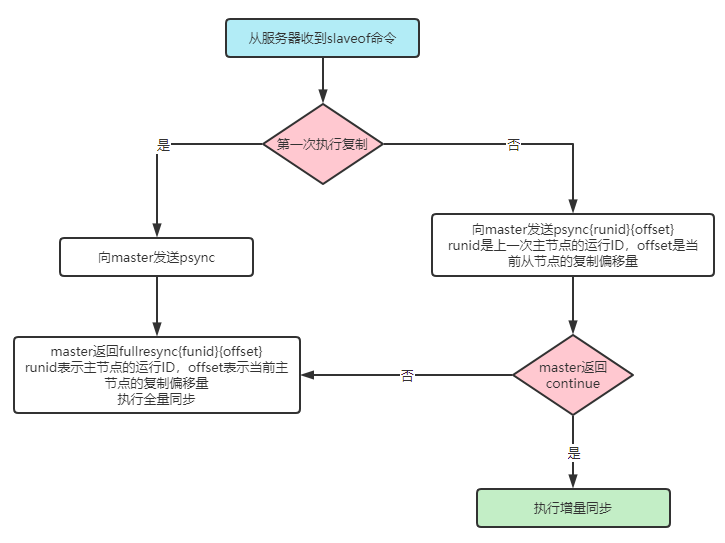 从服务器收到slaveof命令
第一次执行复制
是
否
向master发送psync
向master发送psync{runid}{offset}
runid是上一次主节点的运行ID，offset是当
前从节点的复制偏移量
master返回fullresync{funid}{offset}
runid表示主节点的运行ID，offset表示当前主
节点的复制偏移量
执行全量同步
否
master返回
continue
是
执行增量同步